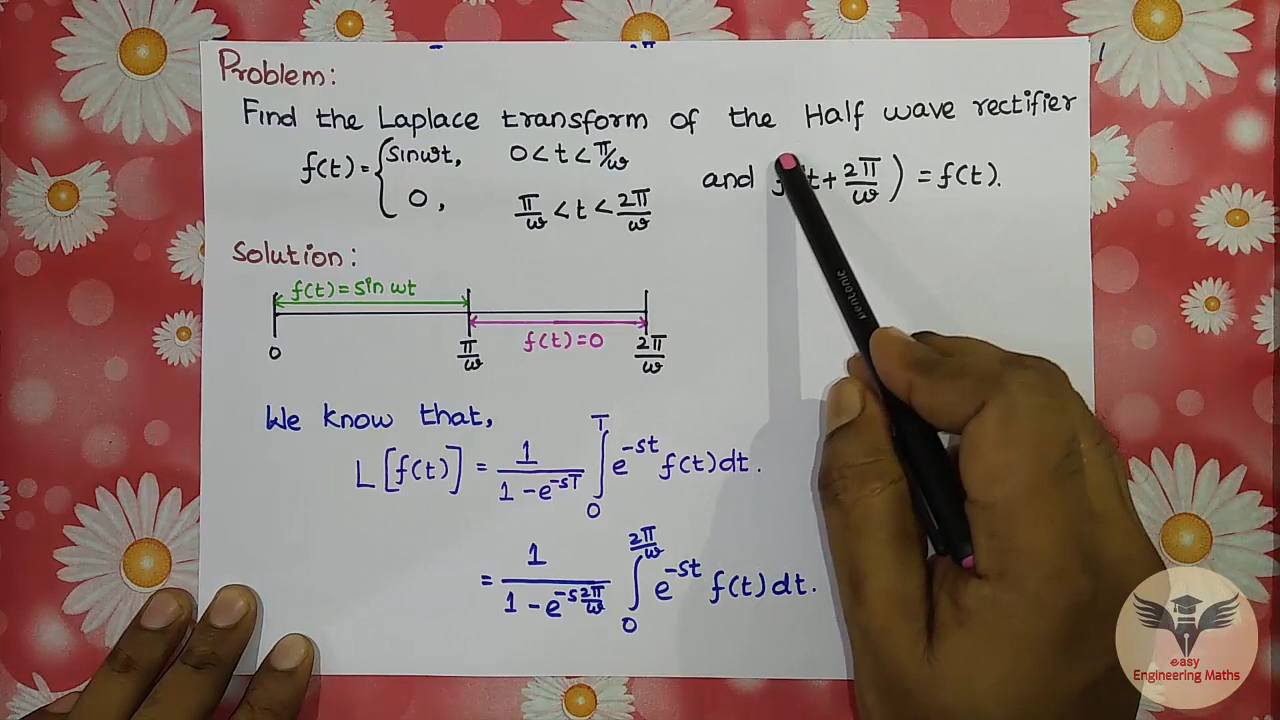 Problem:
Find the Laplace transform of the Half wave rectifier
f(t) = { sinωt, 0 < t < π/ω
0, π/ω < t < 2π/ω and f(t + 2π/ω) = f(t).
Solution:
f(t) = sin ωt
f(t) = 0
0 π/ω 2π/ω
We know that,
L[f(t)] = 1/(1 - e^{-sT}) ∫_0^T e^{-st} f(t) dt.
= 1/(1 - e^{-s 2π/ω}) ∫_0^{2π/ω} e^{-st} f(t) dt.
easy
Engineering Maths